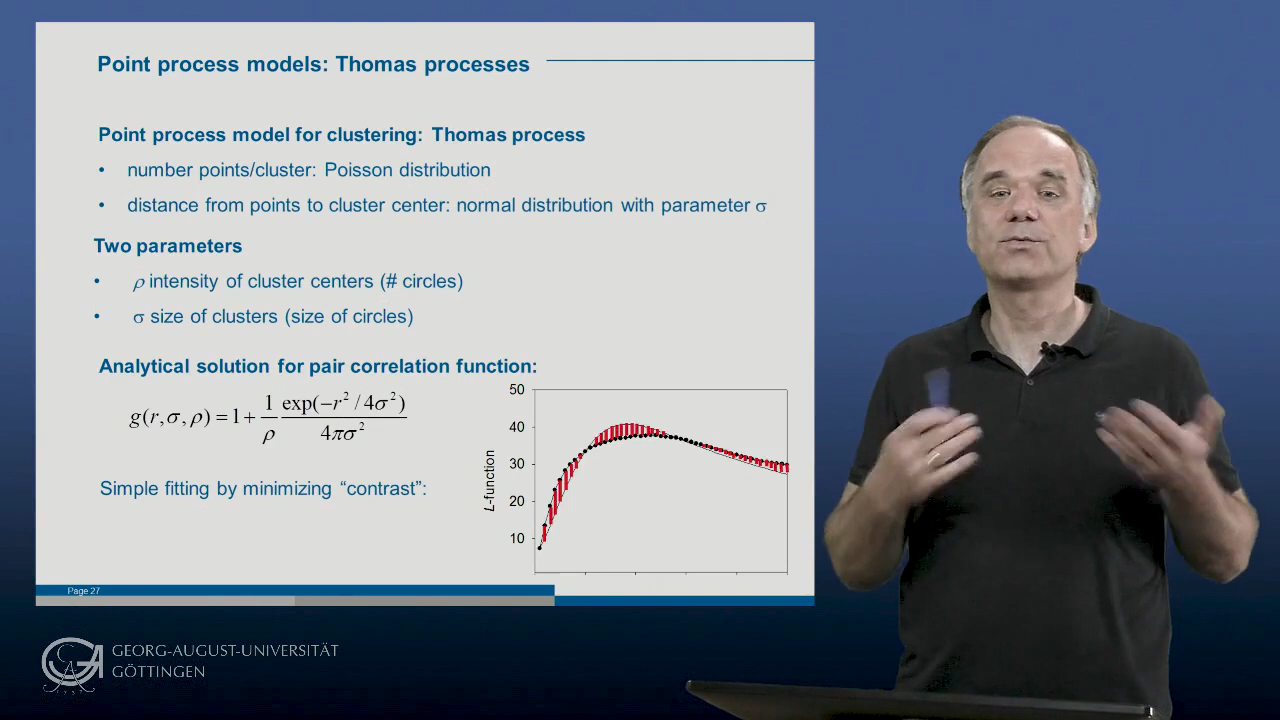 Point process models: Thomas processes
Point process model for clustering: Thomas process
• number points/cluster: Poisson distribution
• distance from points to cluster center: normal distribution with parameter σ
Two parameters
• ρ intensity of cluster centers (# circles)
• σ size of clusters (size of circles)
Analytical solution for pair correlation function:
g(r,σ,ρ) = 1 + 1/ρ exp(−r²/4σ²)/4πσ²
Simple fitting by minimizing “contrast”:
50
40
30
20
10
L-function
Page 27
GEORG-AUGUST-UNIVERSITÄT
GÖTTINGEN